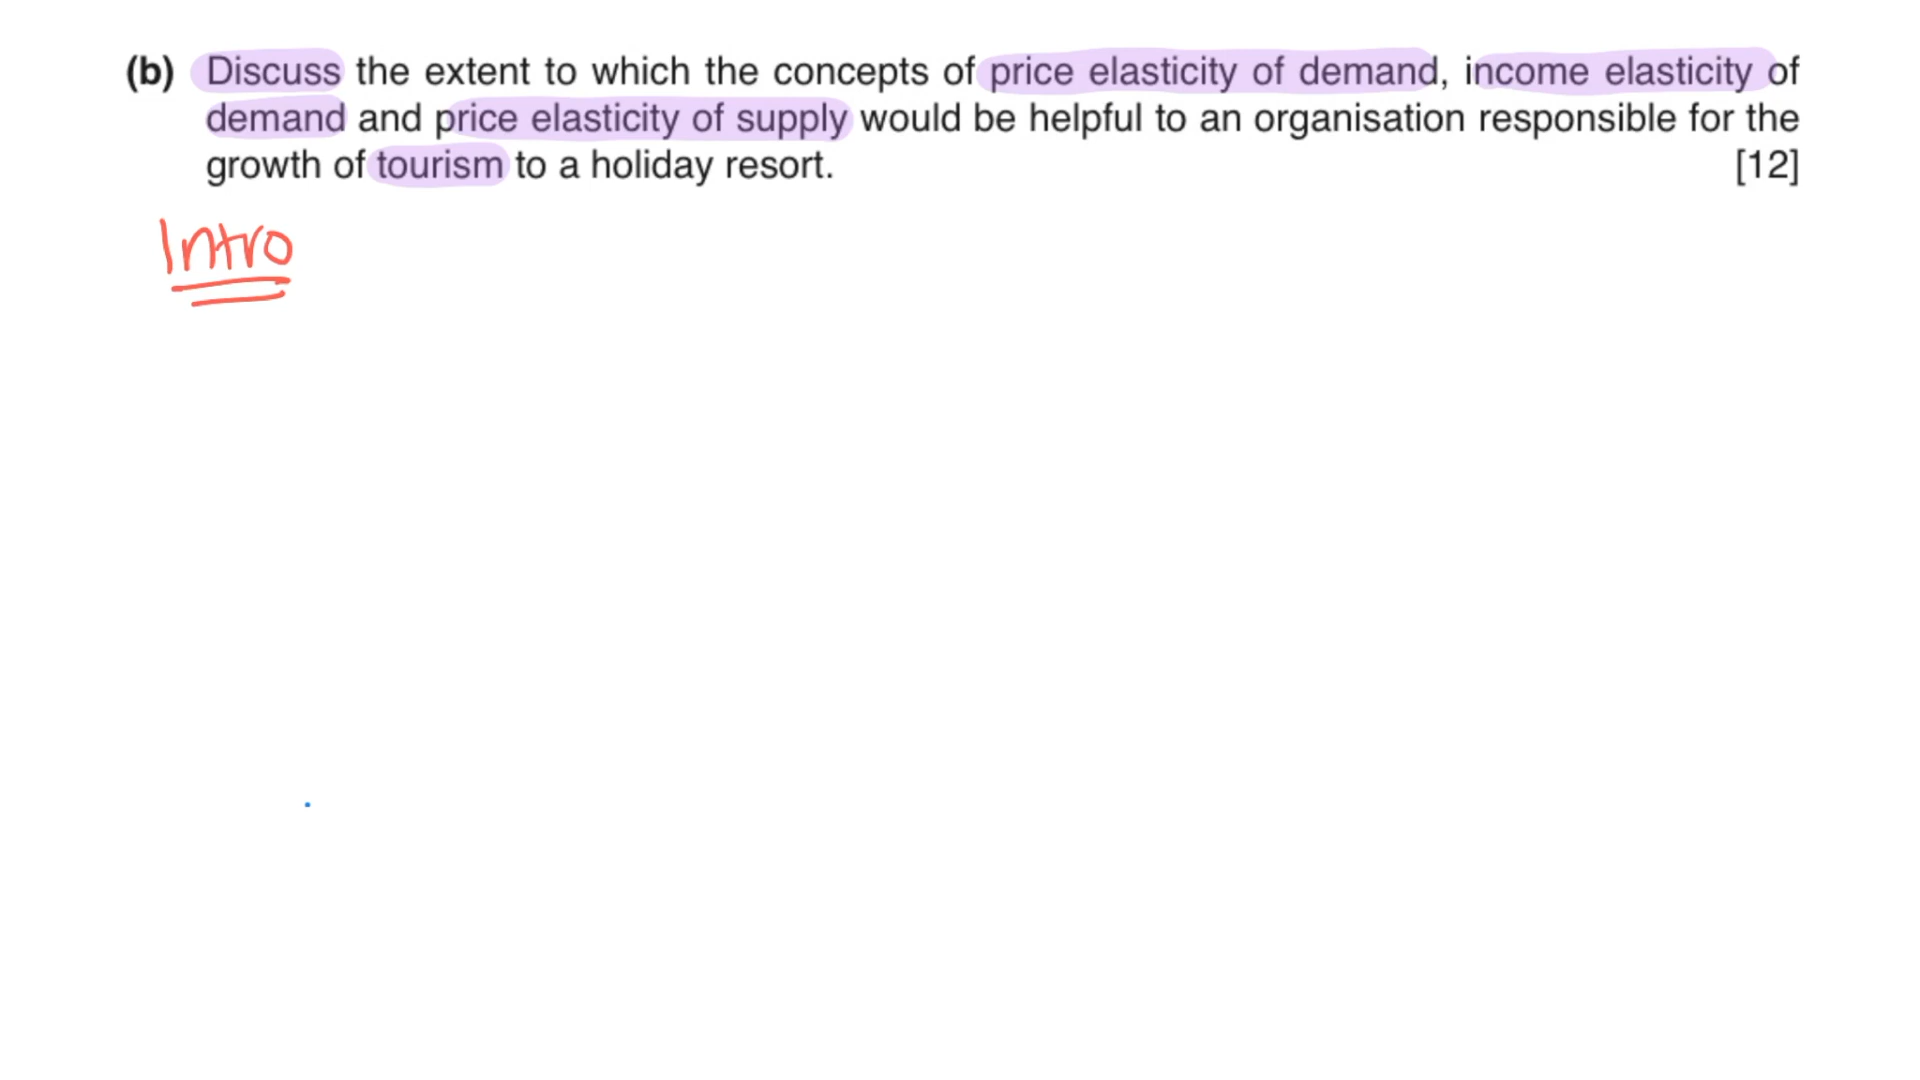 (b) Discuss the extent to which the concepts of price elasticity of demand, income elasticity of
demand and price elasticity of supply would be helpful to an organisation responsible for the
growth of tourism to a holiday resort. [12]
Intro